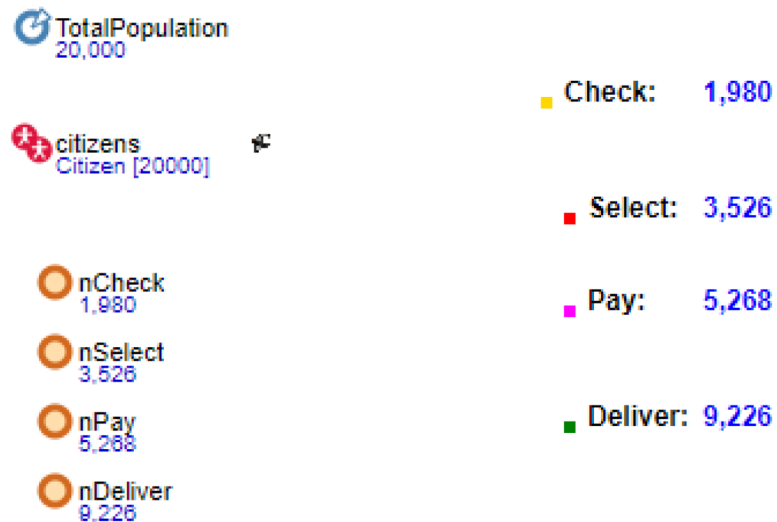 TotalPopulation
20,000
citizens
Citizen [20000]
nCheck
1,980
nSelect
3,526
nPay
5,268
nDeliver
9,226
Check: 1,980
Select: 3,526
Pay: 5,268
Deliver: 9,226